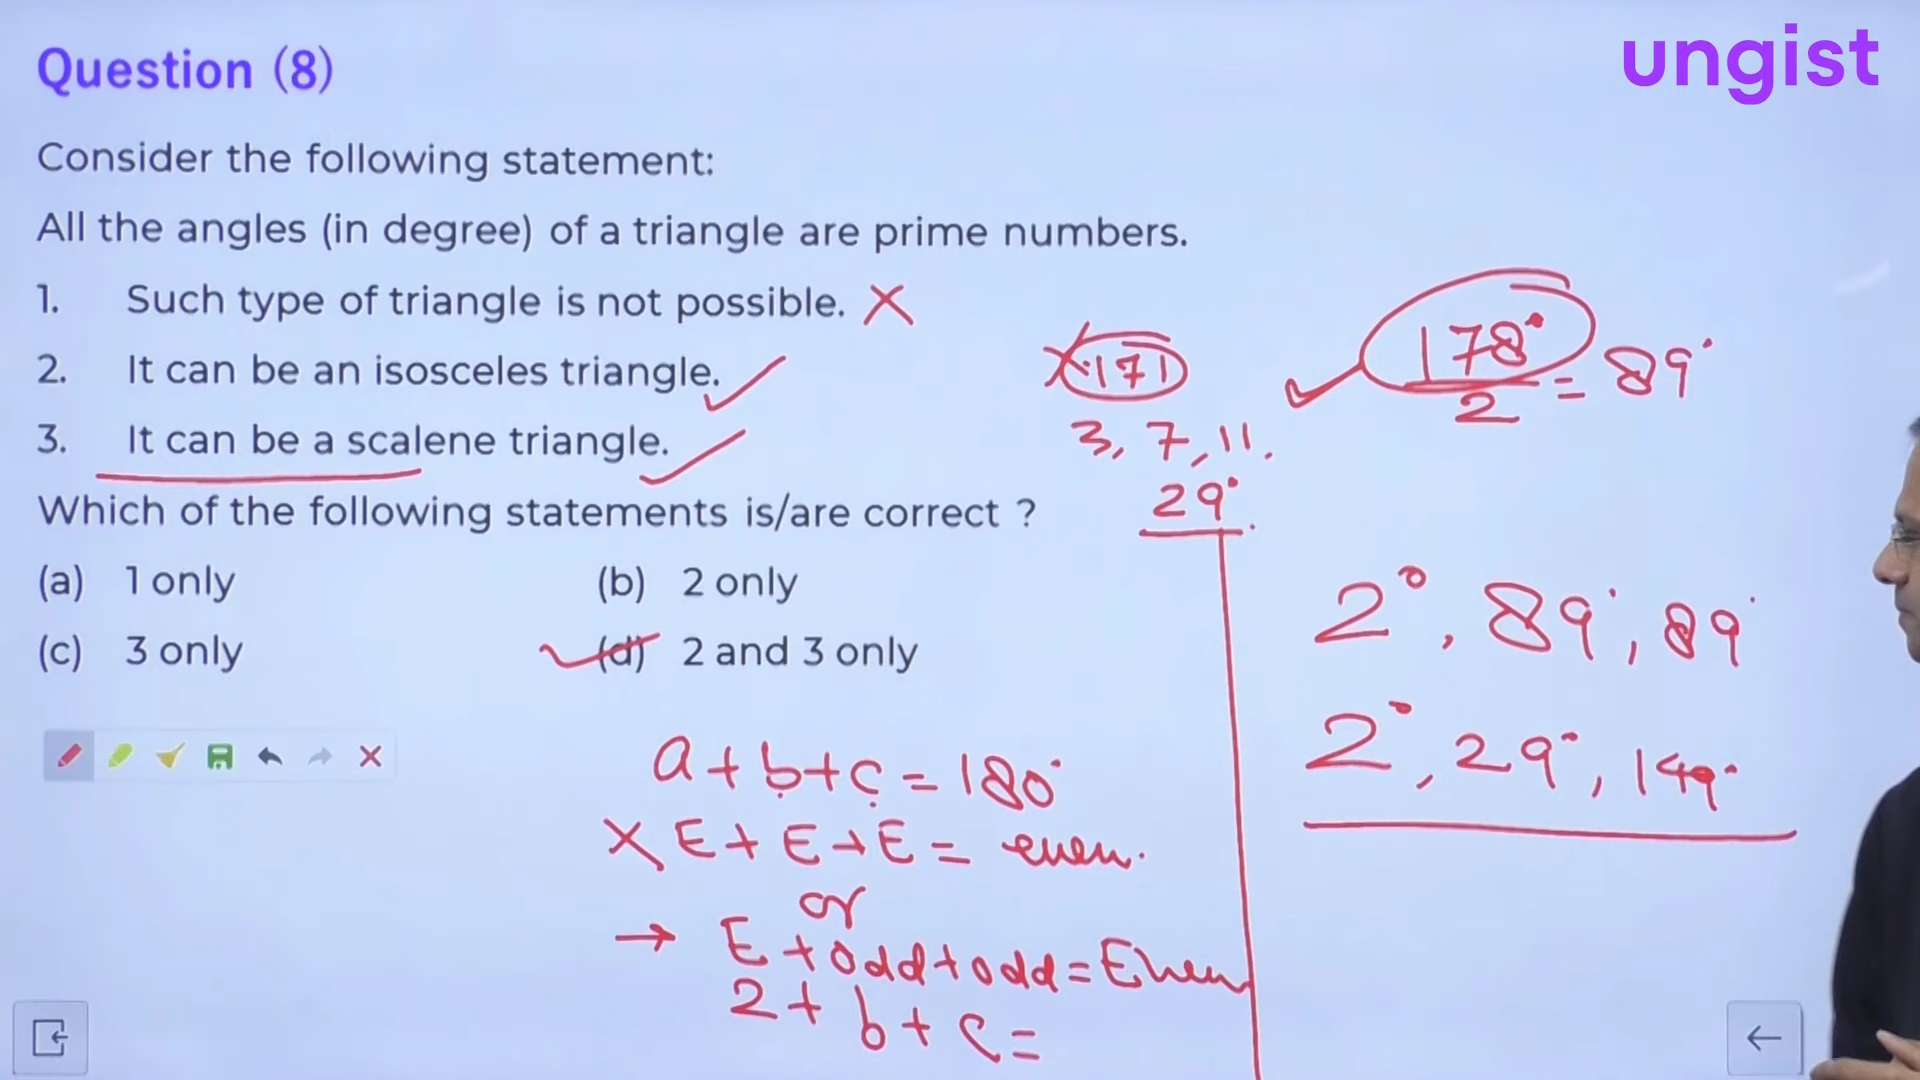 Question (8)
ungist
Consider the following statement:
All the angles (in degree) of a triangle are prime numbers.
1. Such type of triangle is not possible. X
2. It can be an isosceles triangle. ✓
3. It can be a scalene triangle. ✓
Which of the following statements is/are correct ?
(a) 1 only (b) 2 only
(c) 3 only ✓(d) 2 and 3 only
X 171
3, 7, 11.
29°
✓ 178°/2 = 89°
2°, 89°, 89°
2°, 29°, 149°
a + b + c = 180°
X E + E + E = even.
or
→ E + odd + odd = Even
2 + b + c =